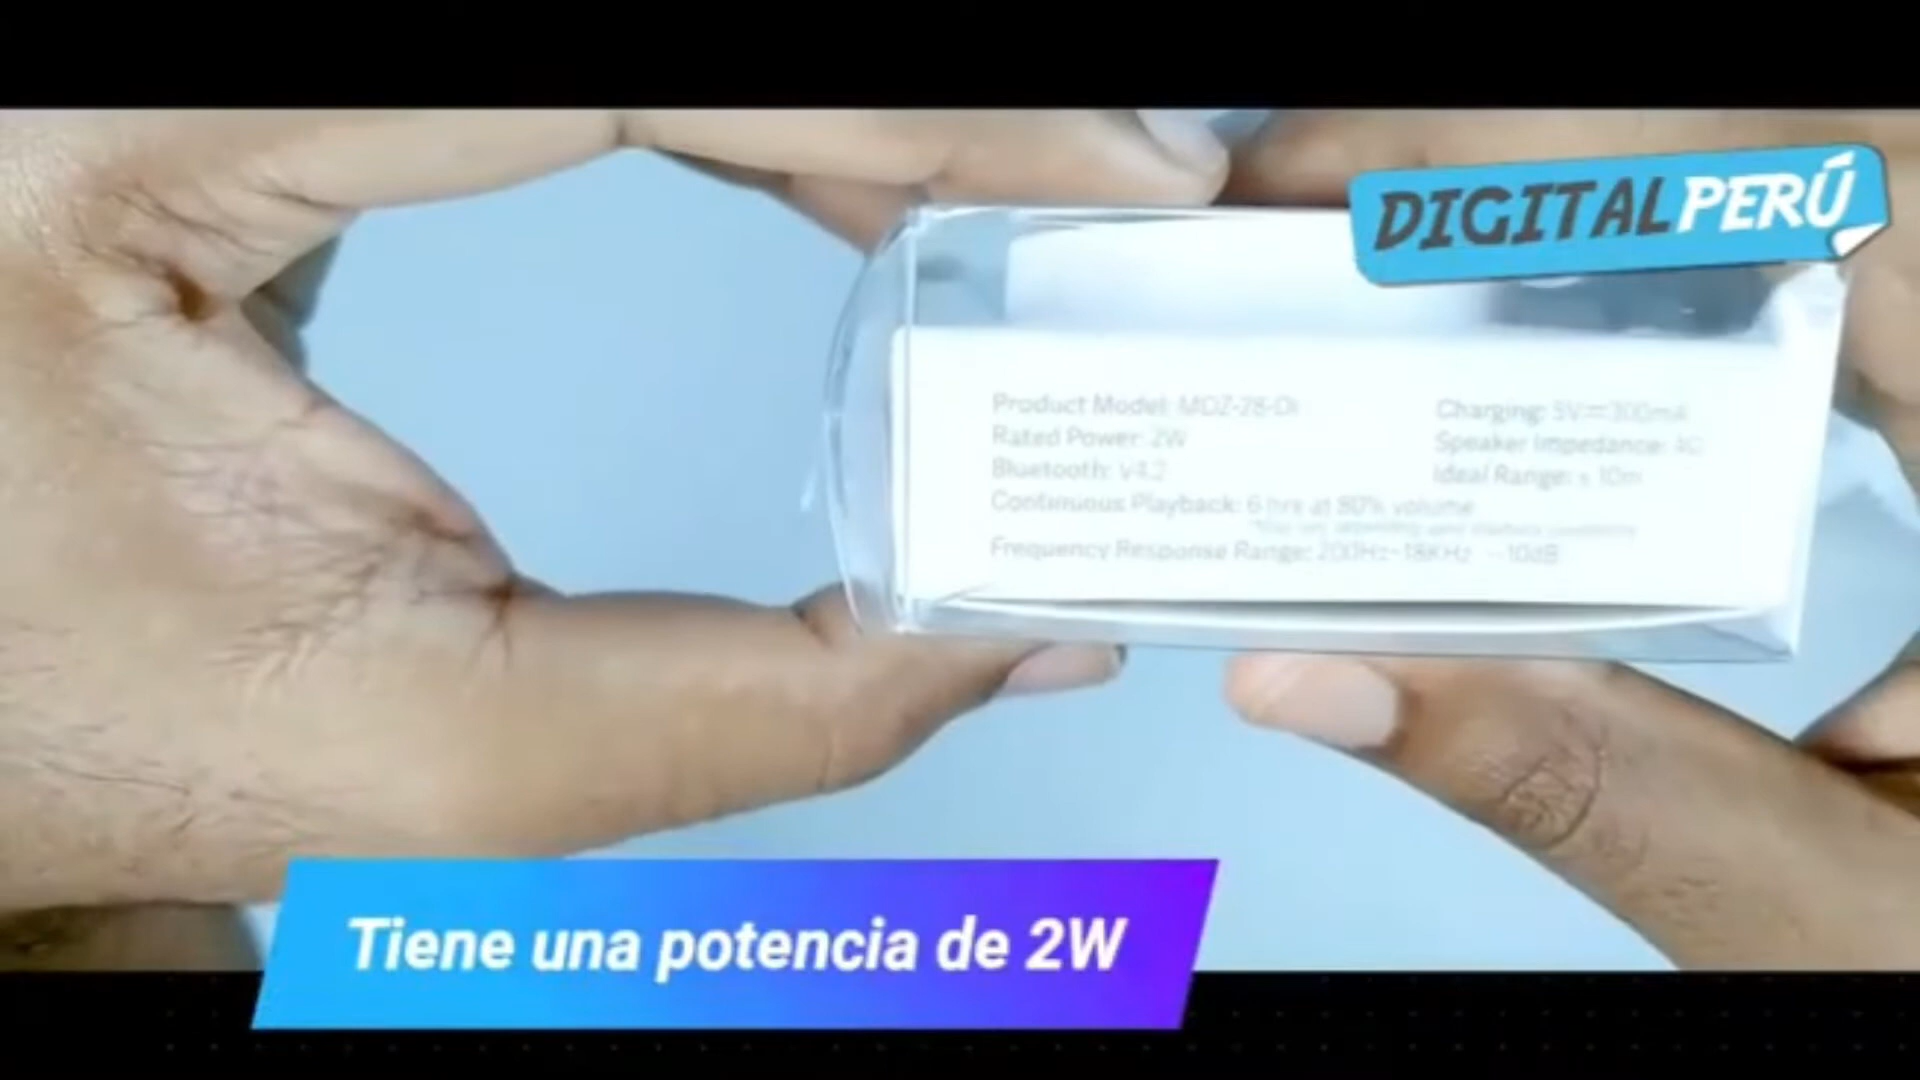 DIGITALPERÚ
Product Model: MDZ-28-DI
Charging: 5V⎓300mA
Rated Power: 2W
Speaker Impedance: 4Ω
Bluetooth: V4.2
Ideal Range: ≤ 10m
Continuous Playback: 6 hrs at 80% volume
Frequency Response Range: 200Hz~18KHz -10dB
Tiene una potencia de 2W